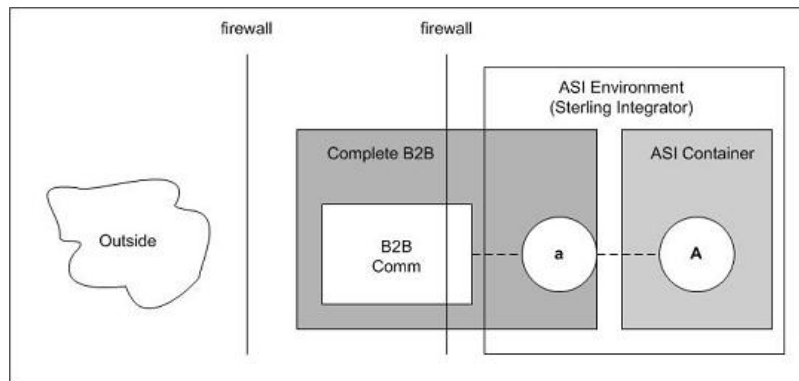 firewall
firewall
ASI Environment
(Sterling Integrator)
Complete B2B
ASI Container
Outside
B2B
Comm
a
A